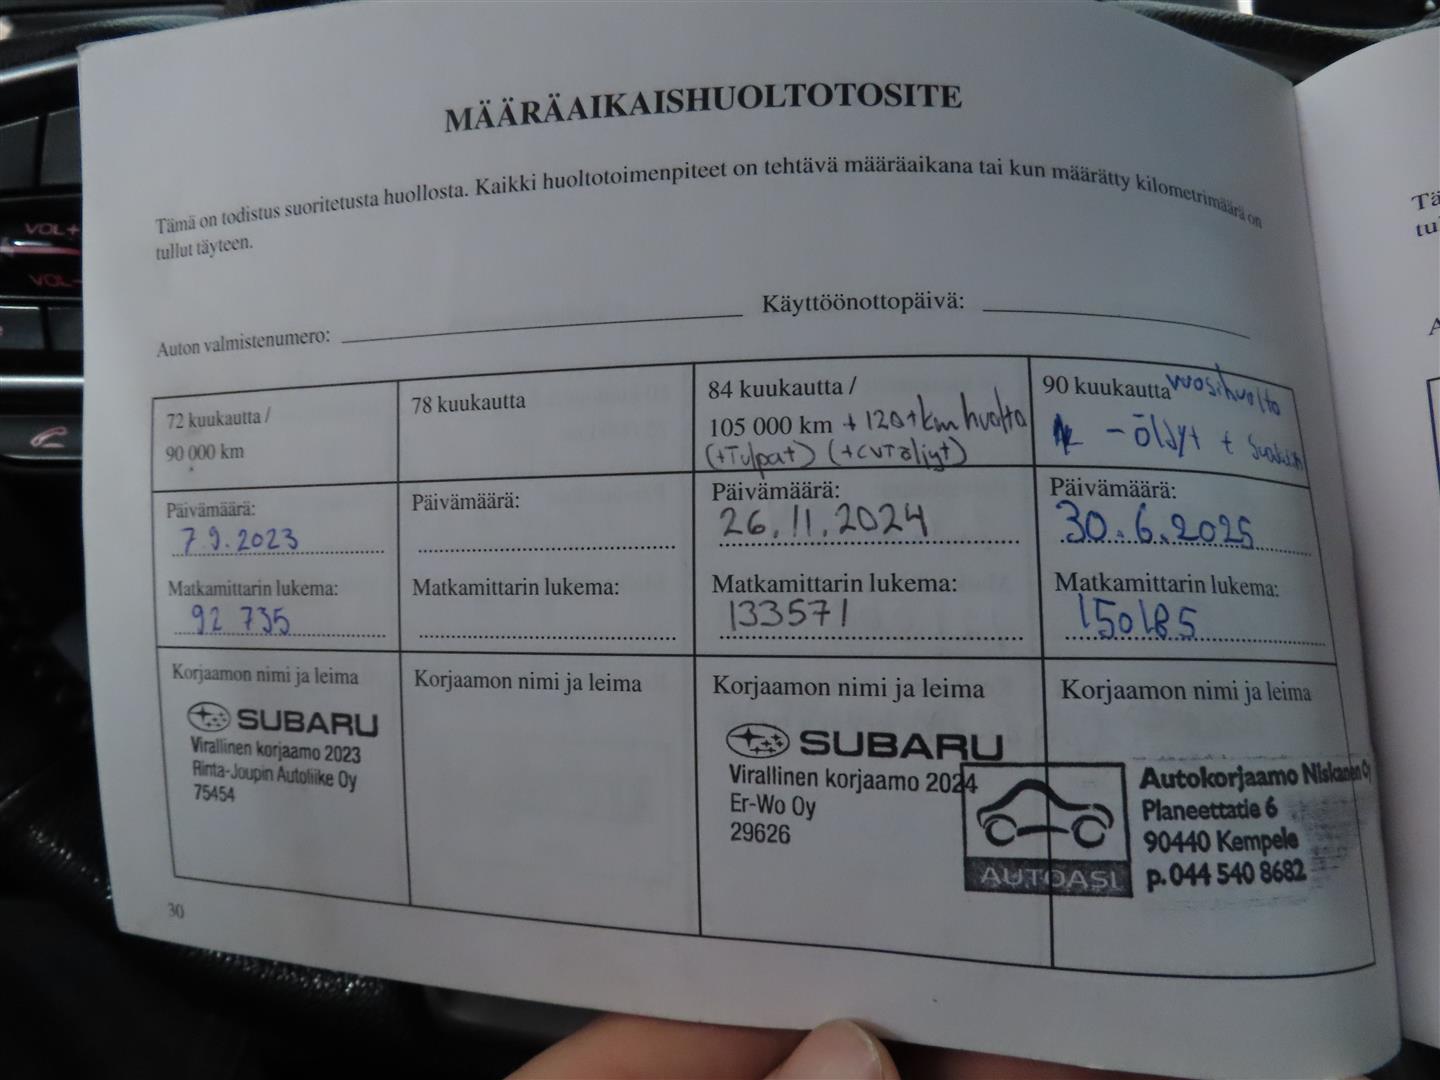 MÄÄRÄAIKAISHUOLTOTOSITE
Tämä on todistus suoritetusta huollosta. Kaikki huoltotoimenpiteet on tehtävä määräaikana tai kun määrätty kilometrimäärä on
tullut täyteen.
Auton valmistenumero:
Käyttöönottopäivä:
72 kuukautta /
90 000 km
Päivämäärä:
7.9.2023
Matkamittarin lukema:
92 735
Korjaamon nimi ja leima
SUBARU
Virallinen korjaamo 2023
Rinta-Joupin Autoliike Oy
75454
78 kuukautta
Päivämäärä:
Matkamittarin lukema:
Korjaamon nimi ja leima
84 kuukautta /
105 000 km + 120tkm huolto
(+Tulpat) (+CVTöljyt)
Päivämäärä:
26.11.2024
Matkamittarin lukema:
133571
Korjaamon nimi ja leima
SUBARU
Virallinen korjaamo 2024
Er-Wo Oy
29626
90 kuukautta vuosihuolto
- öljyt +
Päivämäärä:
30.6.2025
Matkamittarin lukema:
150185
Korjaamon nimi ja leima
AUTOASI
Autokorjaamo Niskanen Oy
Planeettatie 6
90440 Kempele
p. 044 540 8682
30
VOL+
VOL-
Tä
tu
A